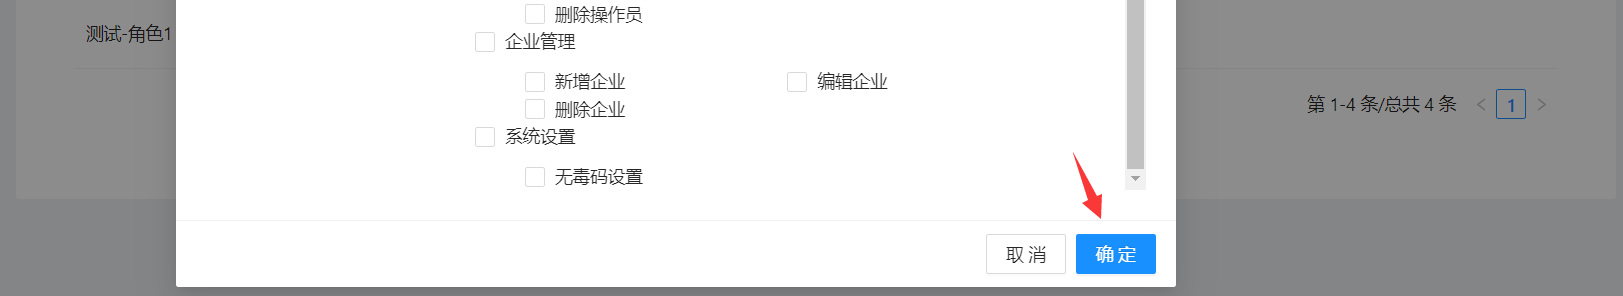 删除操作员
测试-角色1
企业管理
新增企业 编辑企业
第 1-4 条/总共 4 条 < 1 >
删除企业
系统设置
无毒码设置
取 消 确 定